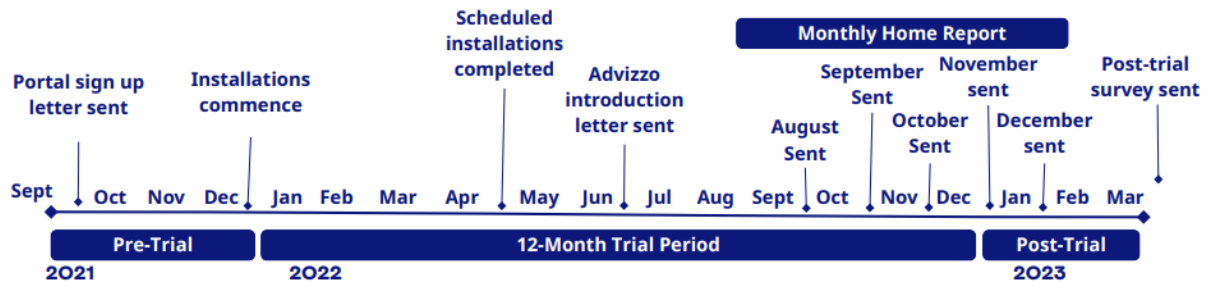 Monthly Home Report
Portal sign up
letter sent
Installations
commence
Scheduled
installations
completed
Advizzo
introduction
letter sent
August
Sent
September
Sent
October
Sent
November
sent
December
sent
Post-trial
survey sent
Sept Oct Nov Dec Jan Feb Mar Apr May Jun Jul Aug Sept Oct Nov Dec Jan Feb Mar
Pre-Trial 12-Month Trial Period Post-Trial
2021 2022 2023